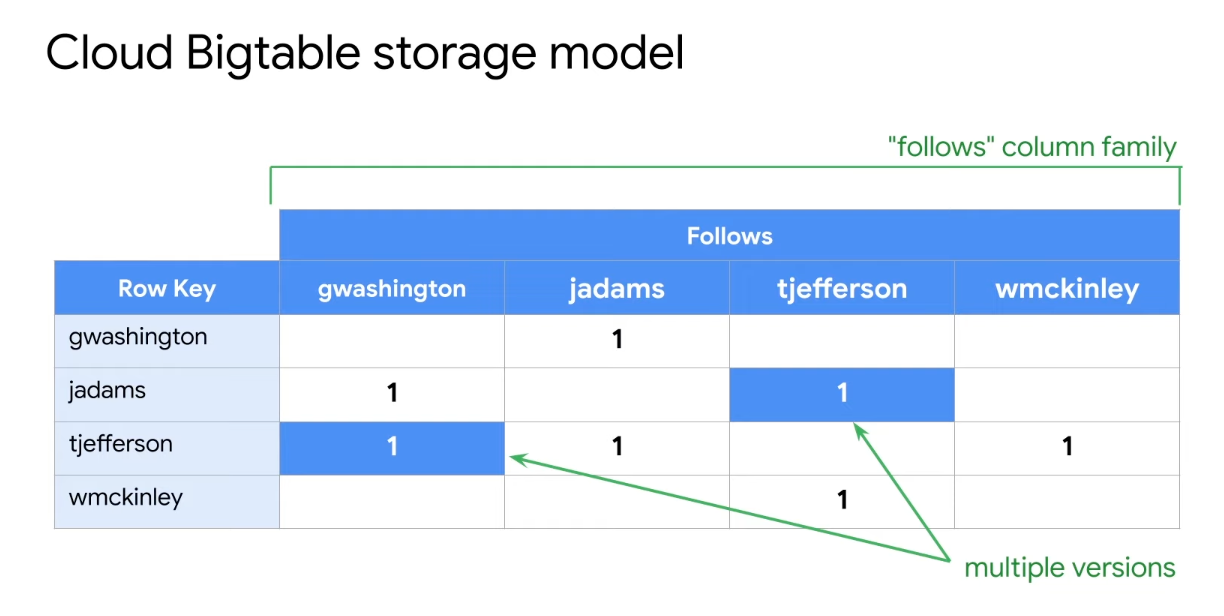 Cloud Bigtable storage model
"follows" column family
Follows
Row Key gwashington jadams tjefferson wmckinley
gwashington 1
jadams 1 1
tjefferson 1 1 1
wmckinley 1
multiple versions